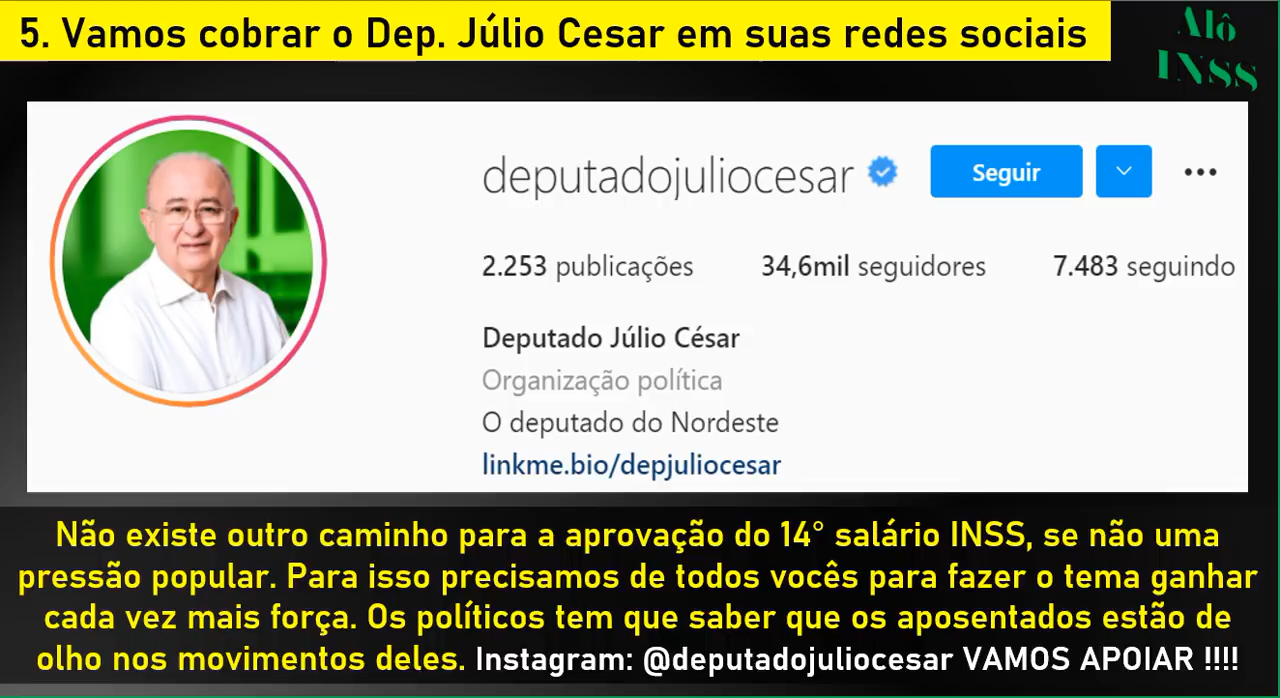 5. Vamos cobrar o Dep. Júlio Cesar em suas redes sociais
Alô
INSS
deputadojuliocesar
Seguir
2.253 publicações 34,6mil seguidores 7.483 seguindo
Deputado Júlio César
Organização política
O deputado do Nordeste
linkme.bio/depjuliocesar
Não existe outro caminho para a aprovação do 14° salário INSS, se não uma
pressão popular. Para isso precisamos de todos vocês para fazer o tema ganhar
cada vez mais força. Os políticos tem que saber que os aposentados estão de
olho nos movimentos deles. Instagram: @deputadojuliocesar VAMOS APOIAR !!!!